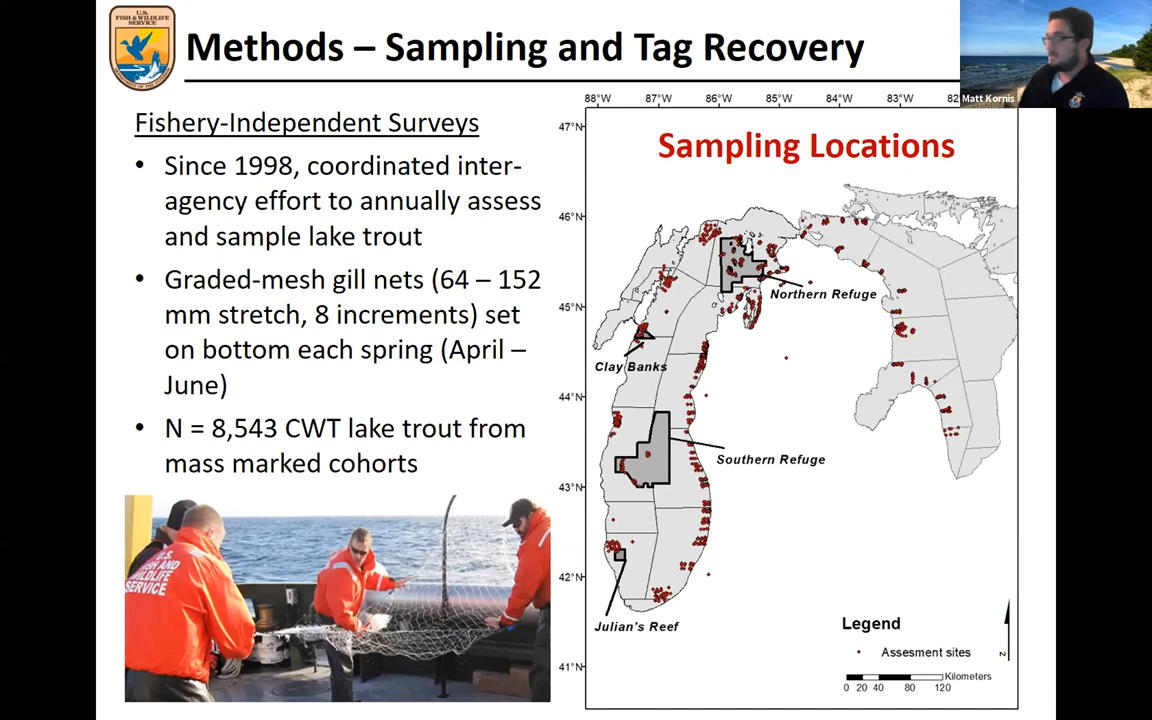 U.S.
FISH & WILDLIFE
SERVICE
Methods – Sampling and Tag Recovery
Matt Kornis
Fishery-Independent Surveys
• Since 1998, coordinated inter-
agency effort to annually assess
and sample lake trout
• Graded-mesh gill nets (64 – 152
mm stretch, 8 increments) set
on bottom each spring (April –
June)
• N = 8,543 CWT lake trout from
mass marked cohorts
U.S.
FISH AND
WILDLIFE
SERVICE
88°W 87°W 86°W 85°W 84°W 83°W 82
47°N
46°N
45°N
44°N
43°N
42°N
41°N
Sampling Locations
Northern Refuge
Clay Banks
Southern Refuge
Julian's Reef
Legend
Assesment sites
Kilometers
0 20 40 80 120
N